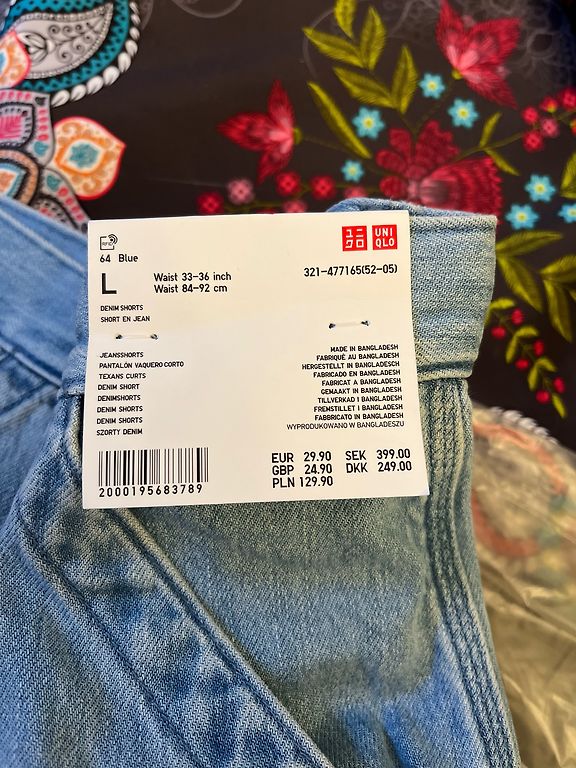 RFID
ユニ
クロ
UNI
QLO
64 Blue
321-477165(52-05)
L
Waist 33-36 inch
Waist 84-92 cm
DENIM SHORTS
SHORT EN JEAN
JEANSSHORTS
PANTALÓN VAQUERO CORTO
TEXANS CURTS
DENIM SHORT
DENIMSHORTS
DENIM SHORTS
DENIM SHORTS
SZORTY DENIM
MADE IN BANGLADESH
FABRIQUÉ AU BANGLADESH
HERGESTELLT IN BANGLADESCH
FABRICADO EN BANGLADESH
FABRICAT A BANGLADESH
GEMAAKT IN BANGLADESH
TILLVERKAD I BANGLADESH
FREMSTILLET I BANGLADESH
FABBRICATO IN BANGLADESH
WYPRODUKOWANO W BANGLADESZU
EUR 29.90 SEK 399.00
GBP 24.90 DKK 249.00
PLN 129.90
2000195683789